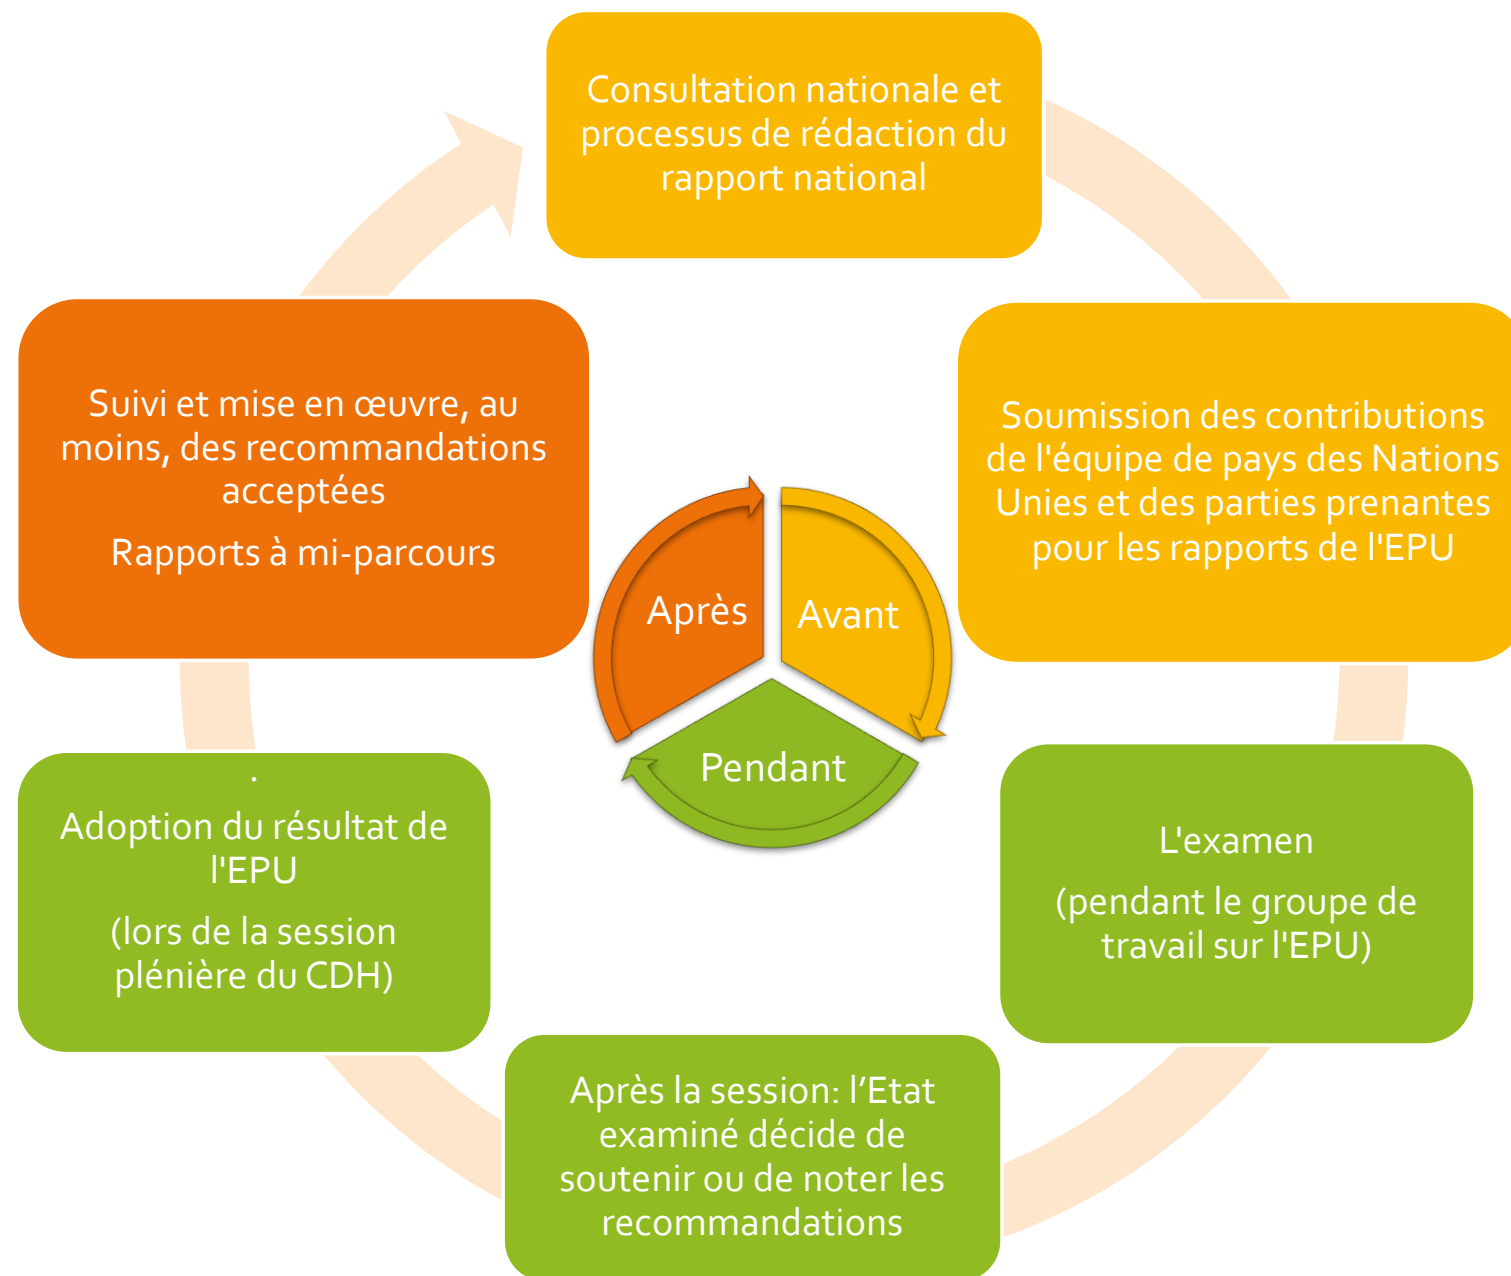 Consultation nationale et
processus de rédaction du
rapport national
Soumission des contributions
de l'équipe de pays des Nations
Unies et des parties prenantes
pour les rapports de l'EPU
L'examen
(pendant le groupe de
travail sur l'EPU)
Après la session: l’Etat
examiné décide de
soutenir ou de noter les
recommandations
.
Adoption du résultat de
l'EPU
(lors de la session
plénière du CDH)
Suivi et mise en œuvre, au
moins, des recommandations
acceptées
Rapports à mi-parcours
Avant
Pendant
Après